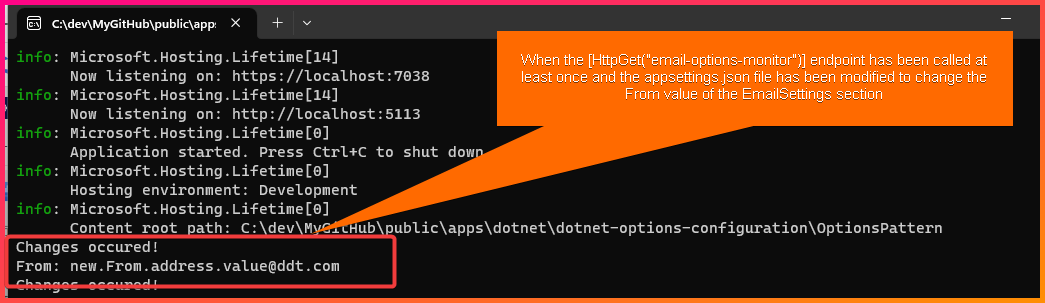 C:\dev\MyGitHub\public\apps
When the [HttpGet("email-options-monitor")] endpoint has been called at
least once and the appsettings.json file has been modified to change the
From value of the EmailSettings section
info: Microsoft.Hosting.Lifetime[14]
Now listening on: https://localhost:7038
info: Microsoft.Hosting.Lifetime[14]
Now listening on: http://localhost:5113
info: Microsoft.Hosting.Lifetime[0]
Application started. Press Ctrl+C to shut down
info: Microsoft.Hosting.Lifetime[0]
Hosting environment: Development
info: Microsoft.Hosting.Lifetime[0]
Content root path: C:\dev\MyGitHub\public\apps\dotnet\dotnet-options-configuration\OptionsPattern
Changes occured!
From: new.From.address.value@ddt.com
Changes occured!